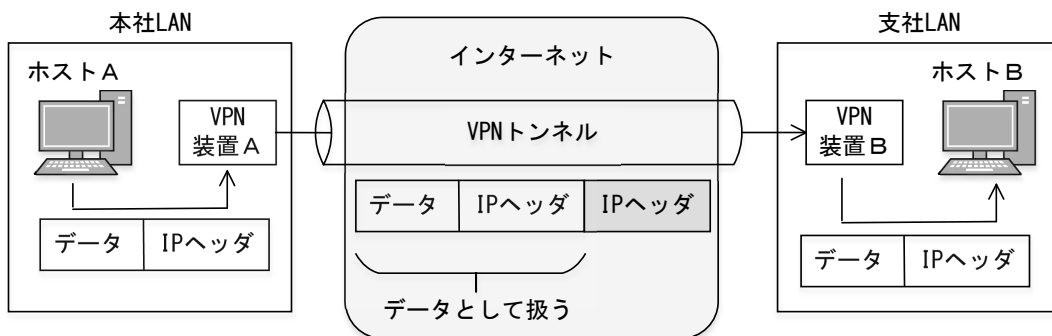 本社LAN
ホストA
VPN
装置A
データ IPヘッダ
インターネット
VPNトンネル
データ IPヘッダ IPヘッダ
データとして扱う
支社LAN
ホストB
VPN
装置B
データ IPヘッダ